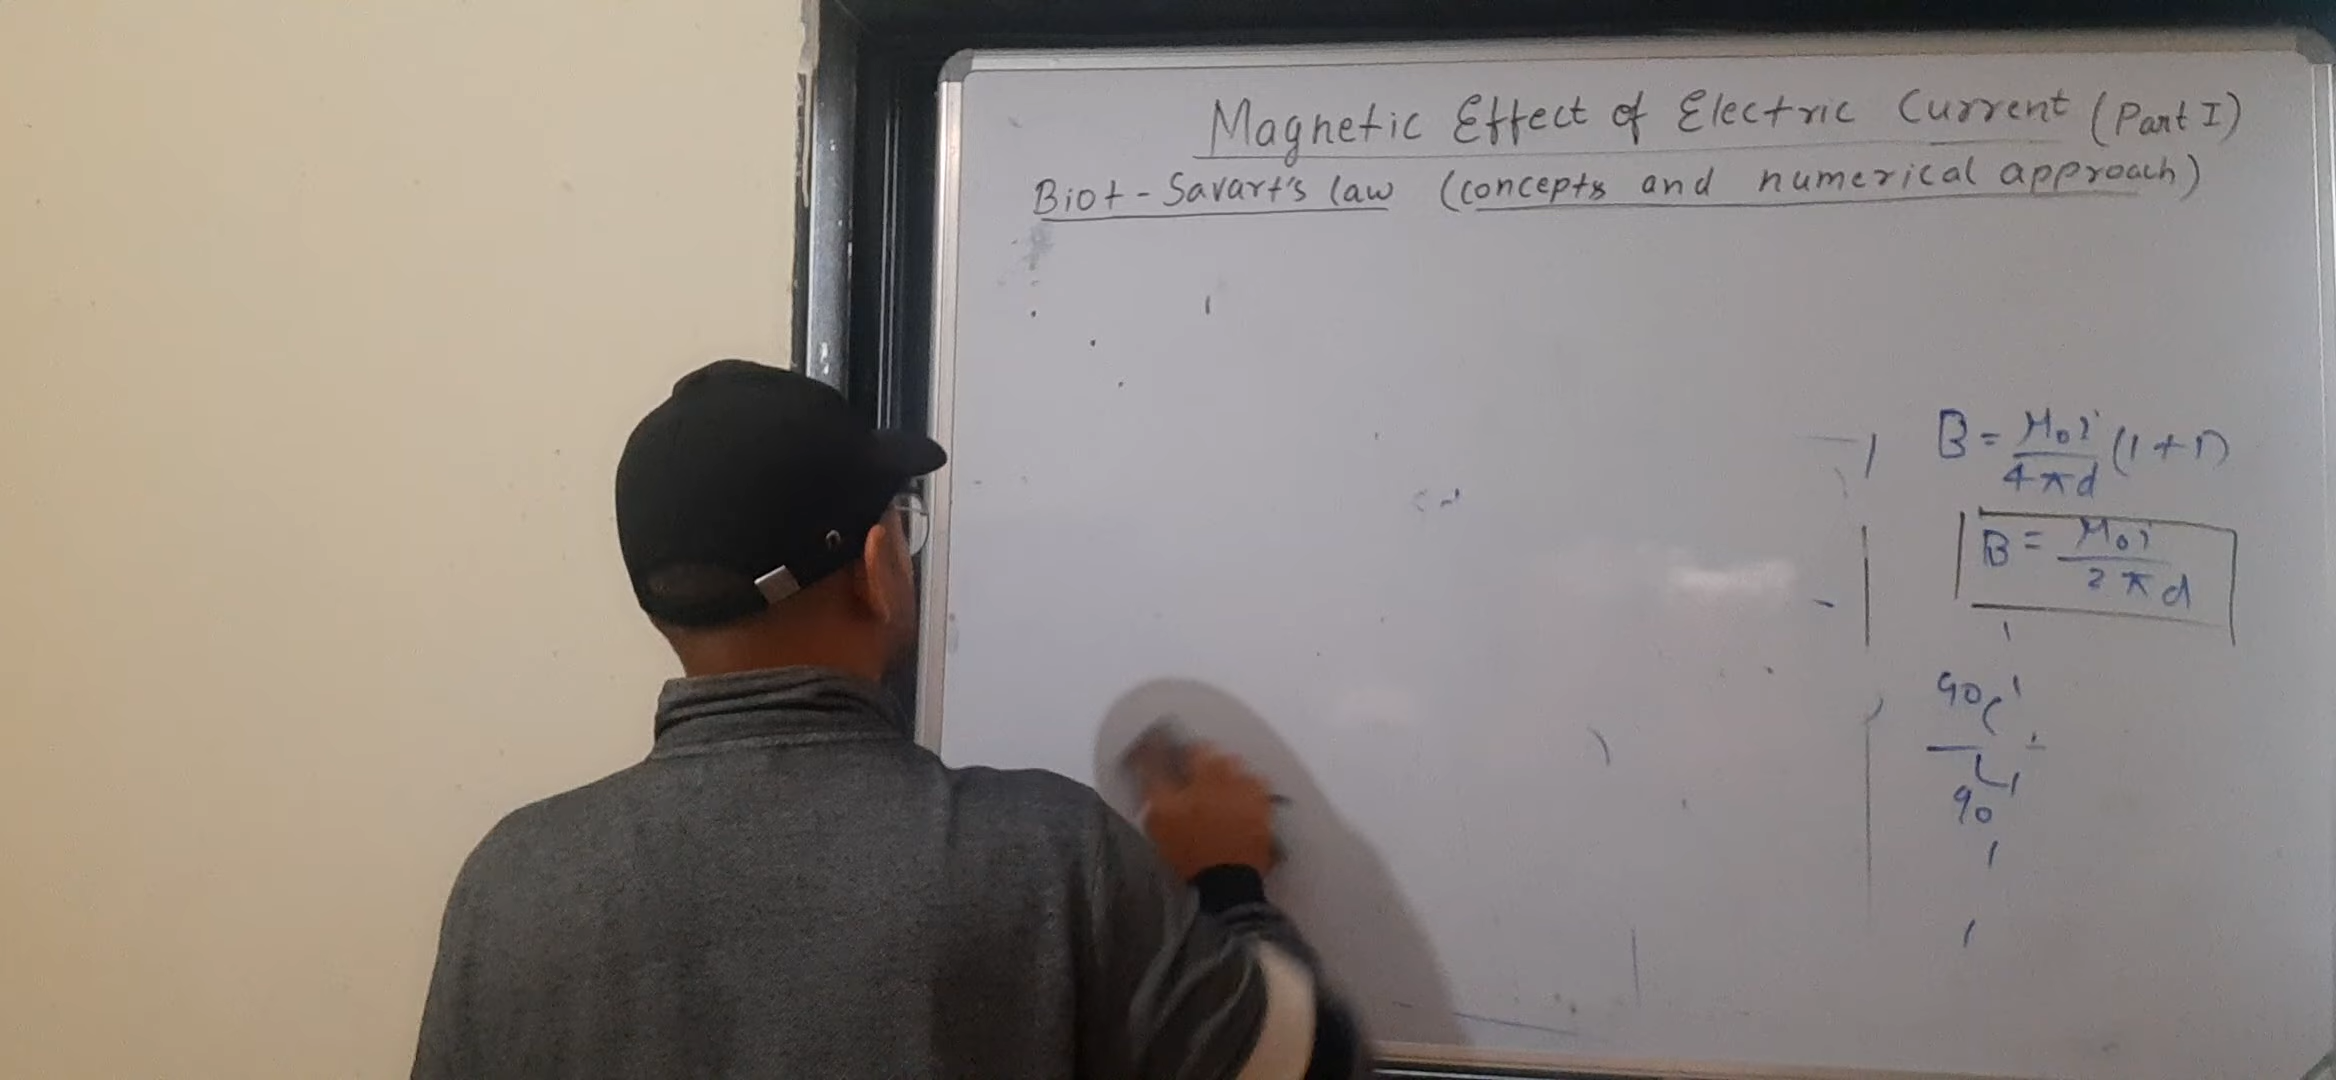 Magnetic Effect of Electric Current (Part I)
Biot-Savart's law (concepts and numerical approach)
B = μ₀i / 4πd (1+1)
B = μ₀i / 2πd
90
90